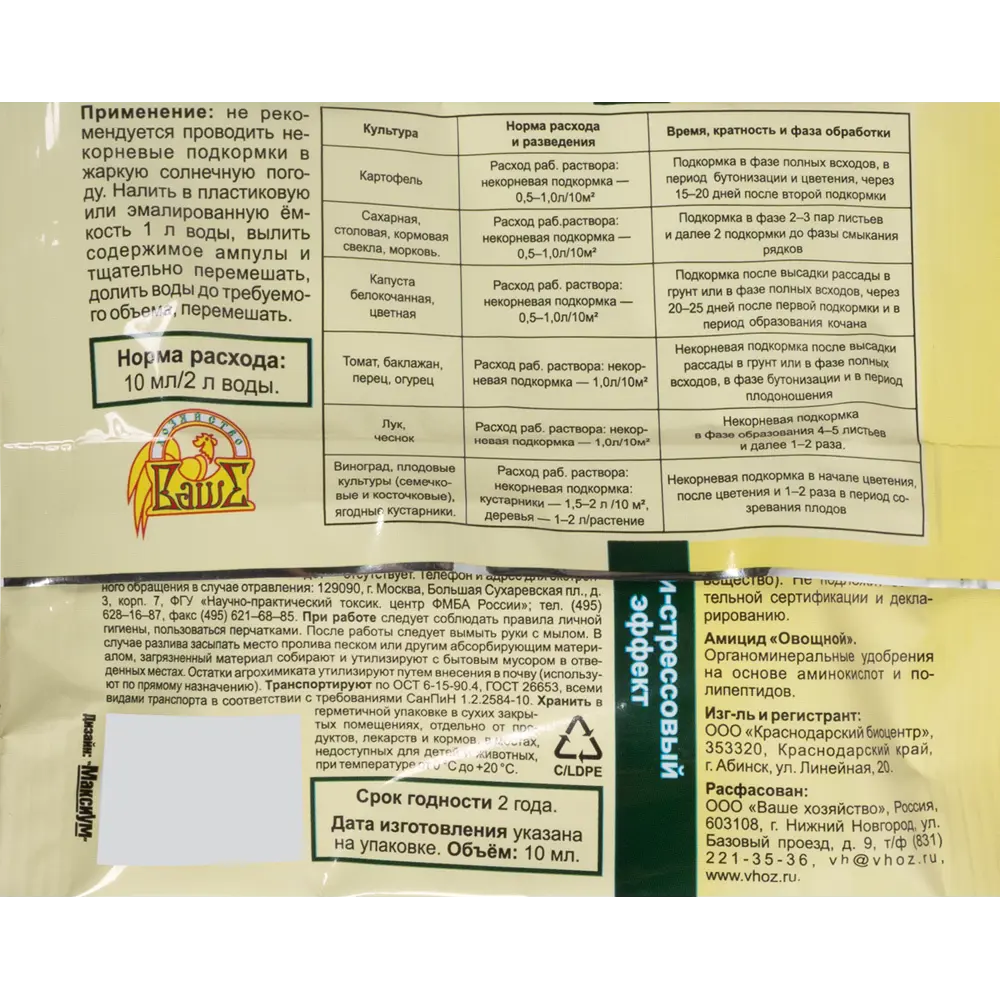 Применение: не реко-
мендуется проводить не-
корневые подкормки в
жаркую солнечную пого-
ду. Налить в пластиковую
или эмалированную ём-
кость 1 л воды, вылить
содержимое ампулы и
тщательно перемешать,
долить воды до требуемо-
го объема, перемешать.
Норма расхода:
10 мл/2 л воды.
ХОЗЯЙСТВО
ВАШЕ
Культура
Норма расхода
и разведения
Время, кратность и фаза обработки
Картофель
Расход раб. раствора:
некорневая подкормка —
0,5–1,0л/10м²
Подкормка в фазе полных всходов, в
период бутонизации и цветения, через
15–20 дней после второй подкормки
Сахарная,
столовая, кормовая
свекла, морковь.
Расход раб.раствора:
некорневая подкормка —
0,5–1,0л/10м²
Подкормка в фазе 2–3 пар листьев
и далее 2 подкормки до фазы смыкания
рядков
Капуста
белокочанная,
цветная
Расход раб. раствора:
некорневая подкормка —
0,5–1,0л/10м²
Подкормка после высадки рассады в
грунт или в фазе полных всходов, через
20–25 дней после первой подкормки и в
период образования кочана
Томат, баклажан,
перец, огурец
Расход раб. раствора: некор-
невая подкормка — 1,0л/10м²
Некорневая подкормка после высадки
рассады в грунт или в фазе полных
всходов, в фазе бутонизации и в период
плодоношения
Лук,
чеснок
Расход раб. раствора: некор-
невая подкормка — 1,0л/10м²
Некорневая подкормка
в фазе образования 4–5 листьев
и далее 1–2 раза.
Виноград, плодовые
культуры (семечко-
вые и косточковые),
ягодные кустарники.
Расход раб. раствора:
некорневая подкормка:
кустарники — 1,5–2 л /10 м²,
деревья — 1–2 л/растение
Некорневая подкормка в начале цветения,
после цветения и 1–2 раза в период со-
зревания плодов
отсутствует. Телефон и адрес для экстрен-
ного обращения в случае отравления: 129090, г. Москва, Большая Сухаревская пл., д.
3, корп. 7, ФГУ «Научно-практический токсик. центр ФМБА России»; тел. (495)
628–16–87, факс (495) 621–68–85. При работе следует соблюдать правила личной
гигиены, пользоваться перчатками. После работы следует вымыть руки с мылом. В
случае разлива засыпать место пролива песком или другим абсорбирующим матери-
алом, загрязненный материал собирают и утилизируют с бытовым мусором в отве-
денных местах. Остатки агрохимиката утилизируют путем внесения в почву (использу-
ют по прямому назначению). Транспортируют по ОСТ 6-15-90.4, ГОСТ 26653, всеми
видами транспорта в соответствии с требованиями СанПиН 1.2.2584-10. Хранить в
герметичной упаковке в сухих закры-
тых помещениях, отдельно от про-
дуктов, лекарств и кормов, в местах,
недоступных для детей и животных,
при температуре от 0 °С до +20 °С.
C/LDPE
Дизайн: -Максиум-
Срок годности 2 года.
Дата изготовления указана
на упаковке. Объём: 10 мл.
и-стрессовый
эффект
вещество). Не подлежит
тельной сертификации и декла-
рированию.
Амицид «Овощной».
Органоминеральные удобрения
на основе аминокислот и по-
липептидов.
Изг-ль и регистрант:
ООО «Краснодарский биоцентр»,
353320, Краснодарский край,
г. Абинск, ул. Линейная, 20.
Расфасован:
ООО «Ваше хозяйство», Россия,
603108, г. Нижний Новгород, ул.
Базовый проезд, д. 9, т/ф (831)
221-35-36, vh@vhoz.ru,
www.vhoz.ru.